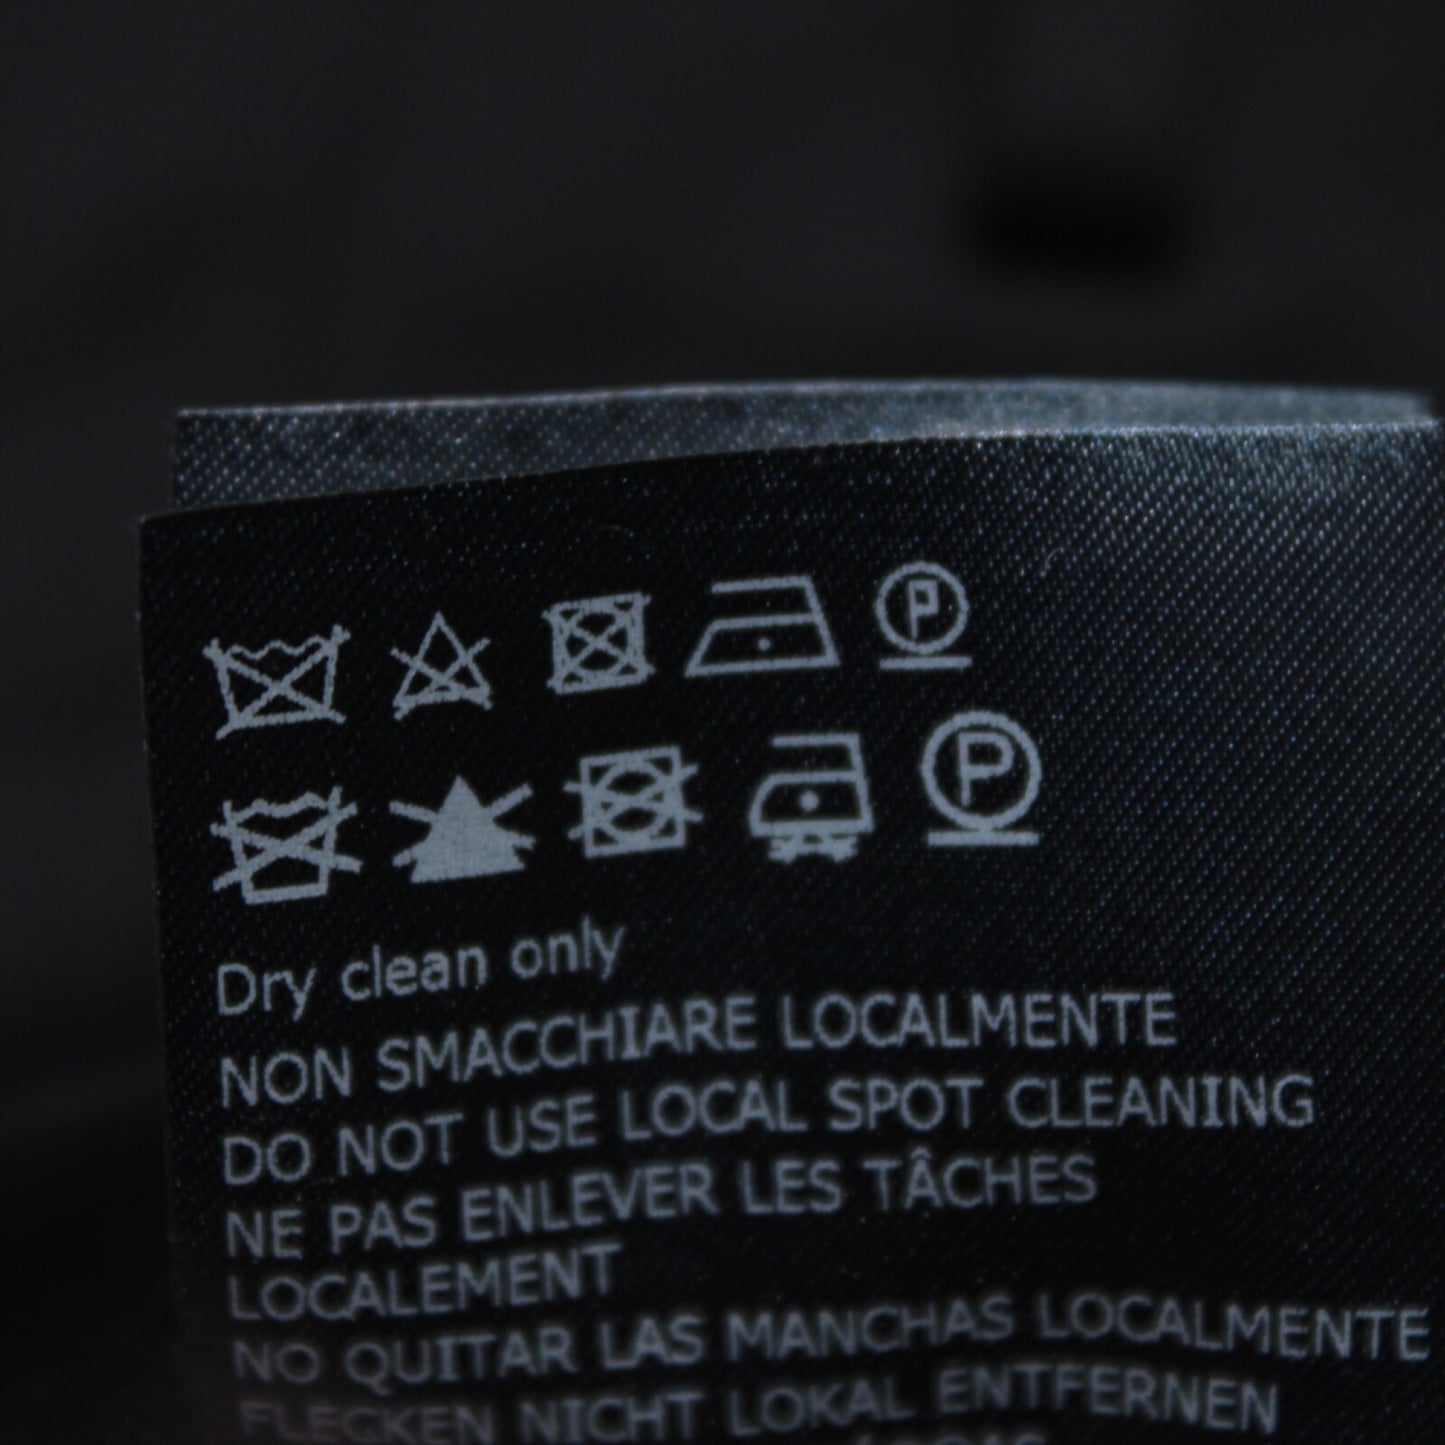 P
P
Dry clean only
NON SMACCHIARE LOCALMENTE
DO NOT USE LOCAL SPOT CLEANING
NE PAS ENLEVER LES TÂCHES
LOCALEMENT
NO QUITAR LAS MANCHAS LOCALMENTE
FLECKEN NICHT LOKAL ENTFERNEN